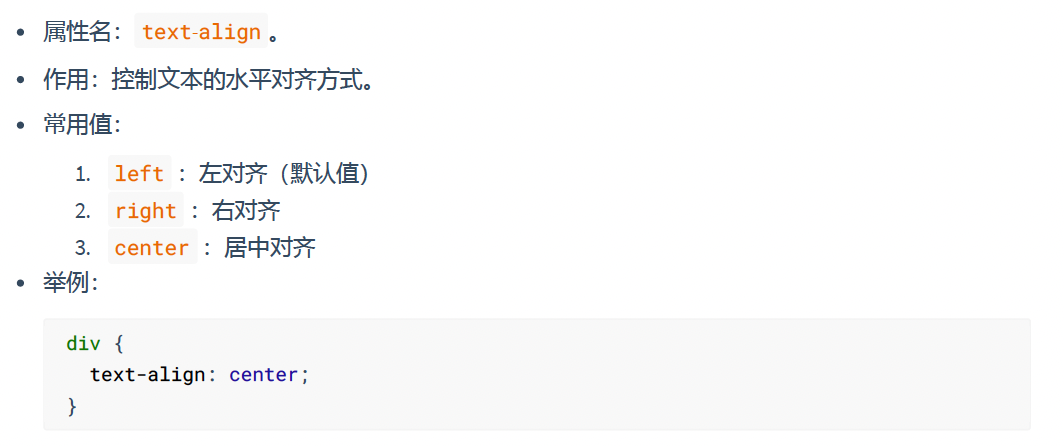 属性名：text-align。
作用：控制文本的水平对齐方式。
常用值：
1. left：左对齐（默认值）
2. right：右对齐
3. center：居中对齐
举例：
div {
  text-align: center;
}